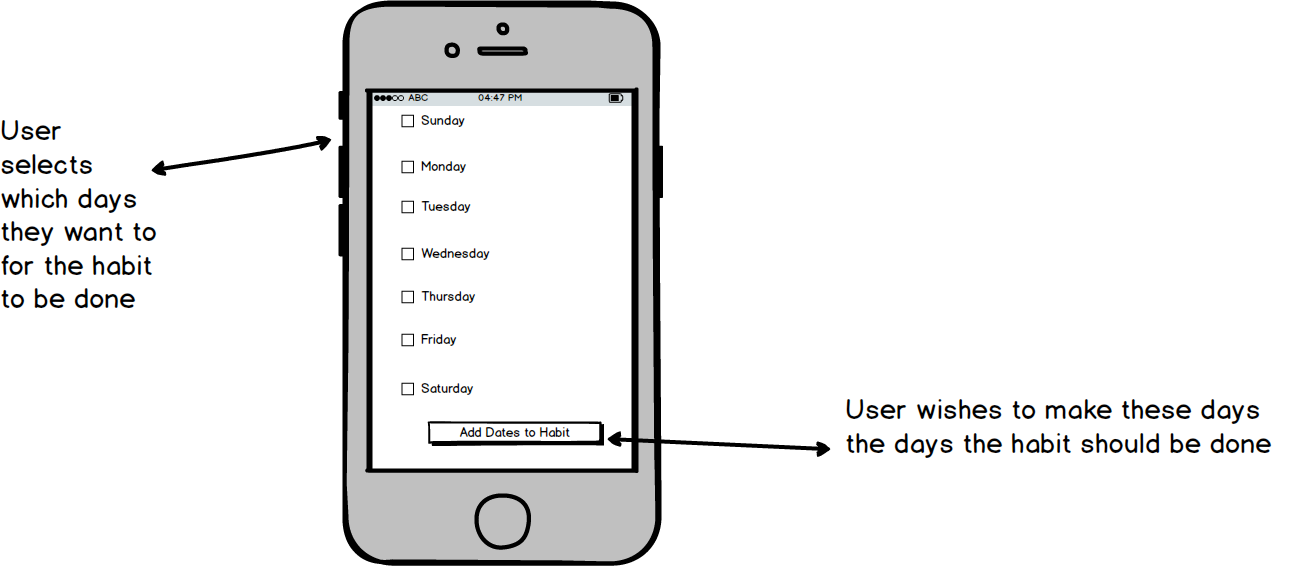 ABC 04:47 PM
Sunday
Monday
Tuesday
Wednesday
Thursday
Friday
Saturday
Add Dates to Habit
User
selects
which days
they want to
for the habit
to be done
User wishes to make these days
the days the habit should be done